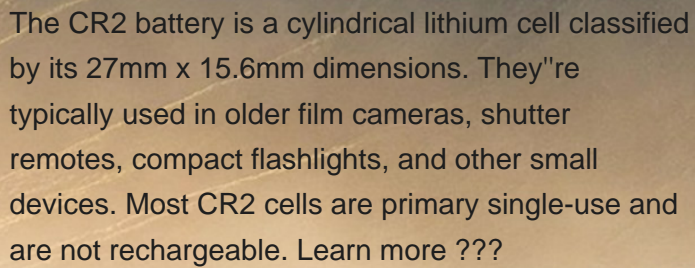 The CR2 battery is a cylindrical lithium cell classified
by its 27mm x 15.6mm dimensions. They"re
typically used in older film cameras, shutter
remotes, compact flashlights, and other small
devices. Most CR2 cells are primary single-use and
are not rechargeable. Learn more ???